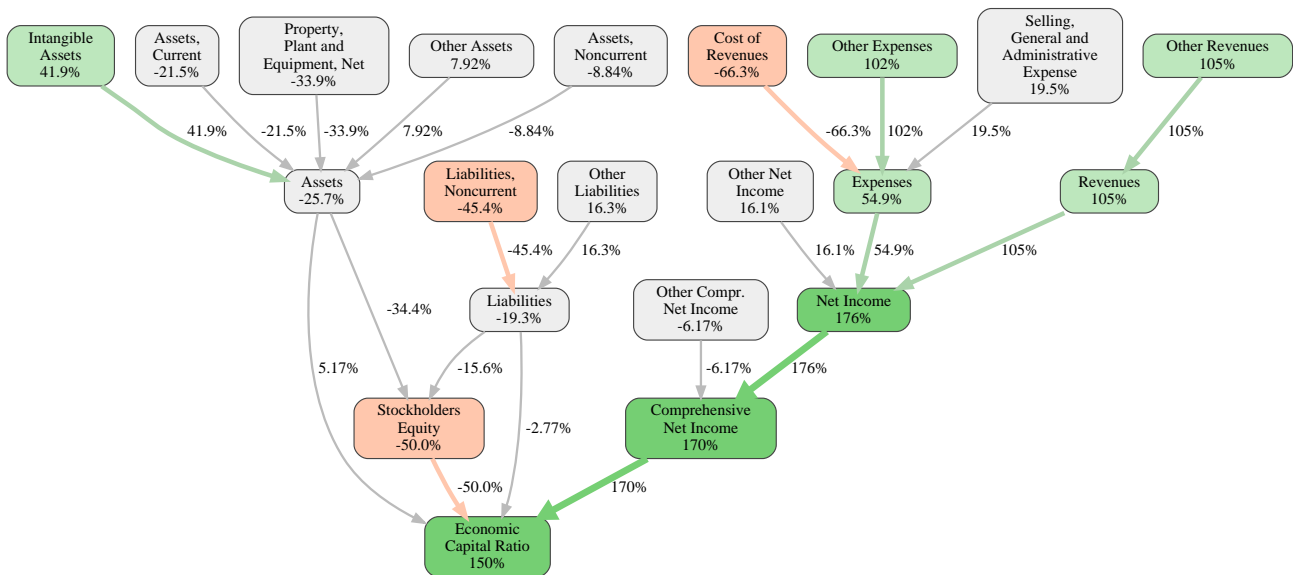 Intangible
Assets
41.9%
Assets,
Current
-21.5%
Property,
Plant and
Equipment, Net
-33.9%
Other Assets
7.92%
Assets,
Noncurrent
-8.84%
Cost of
Revenues
-66.3%
Other Expenses
102%
Selling,
General and
Administrative
Expense
19.5%
Other Revenues
105%
41.9%
-21.5%
-33.9%
7.92%
-8.84%
-66.3%
102%
19.5%
105%
Assets
-25.7%
Liabilities,
Noncurrent
-45.4%
Other
Liabilities
16.3%
Other Net
Income
16.1%
Expenses
54.9%
Revenues
105%
-45.4%
16.3%
16.1%
54.9%
105%
Liabilities
-19.3%
Other Compr.
Net Income
-6.17%
Net Income
176%
-34.4%
5.17%
-15.6%
-6.17%
176%
Stockholders
Equity
-50.0%
-2.77%
Comprehensive
Net Income
170%
-50.0%
170%
Economic
Capital Ratio
150%